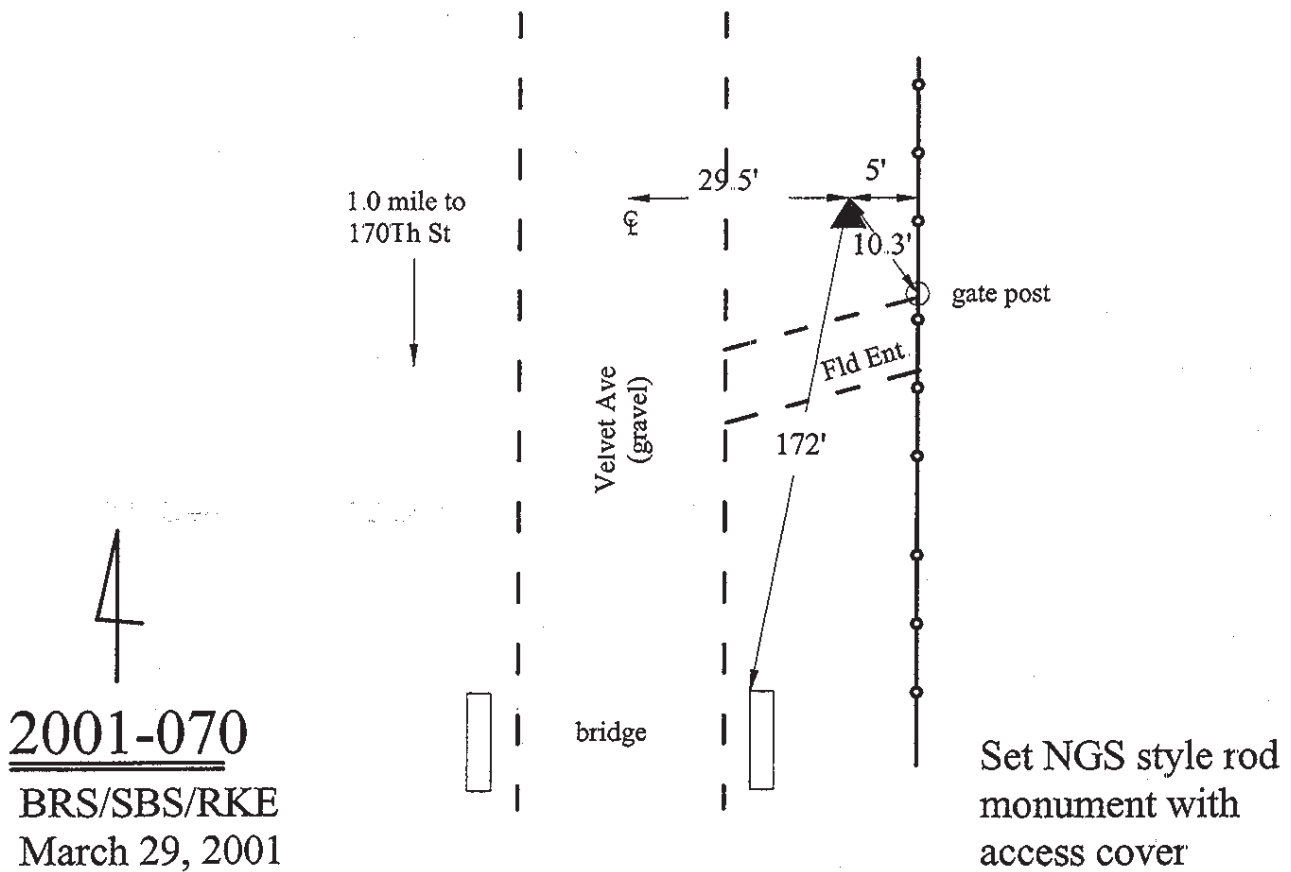 29.5'
5'
1.0 mile to
170Th St
℄
10.3'
gate post
Fld Ent.
Velvet Ave
(gravel)
172'
bridge
2001-070
BRS/SBS/RKE
March 29, 2001
Set NGS style rod
monument with
access cover